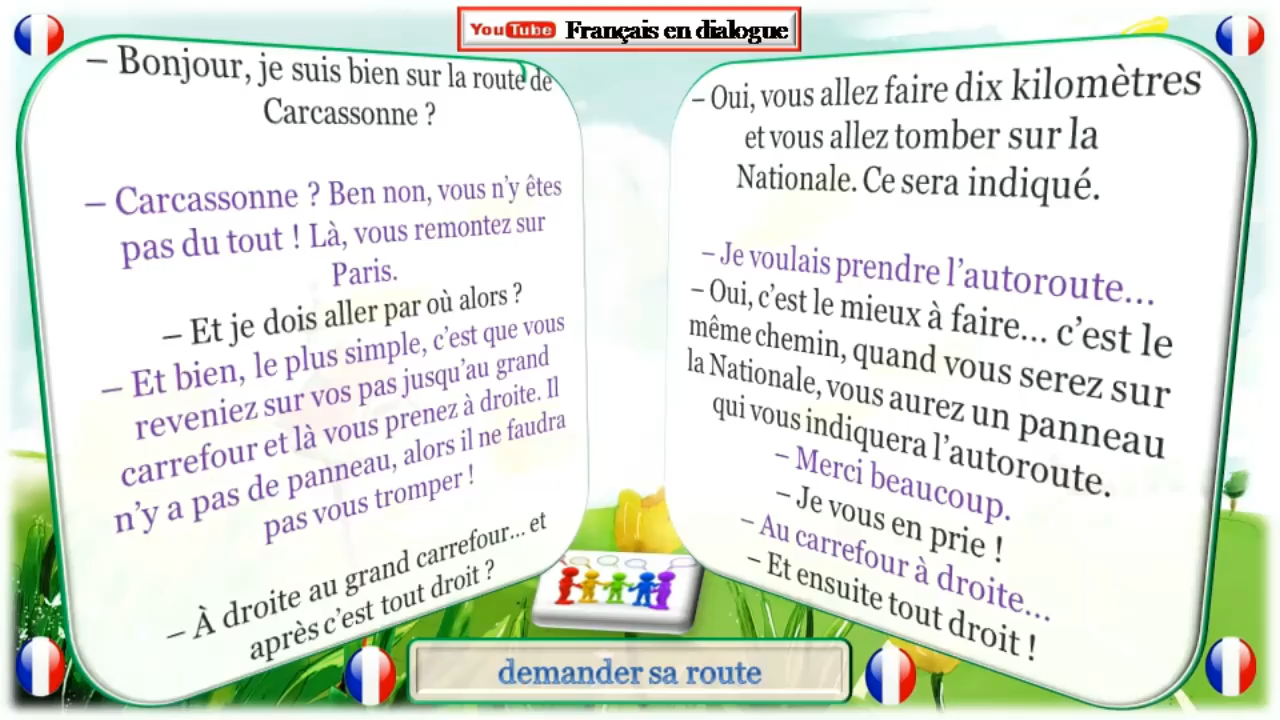 YouTube Français en dialogue
– Bonjour, je suis bien sur la route de
Carcassonne ?
– Carcassonne ? Ben non, vous n’y êtes
pas du tout ! Là, vous remontez sur
Paris.
– Et je dois aller par où alors ?
– Et bien, le plus simple, c’est que vous
reveniez sur vos pas jusqu’au grand
carrefour et là vous prenez à droite. Il
n’y a pas de panneau, alors il ne faudra
pas vous tromper !
– À droite au grand carrefour... et
après c’est tout droit ?
– Oui, vous allez faire dix kilomètres
et vous allez tomber sur la
Nationale. Ce sera indiqué.
– Je voulais prendre l’autoroute...
– Oui, c’est le mieux à faire... c’est le
même chemin, quand vous serez sur
la Nationale, vous aurez un panneau
qui vous indiquera l’autoroute.
– Merci beaucoup.
– Je vous en prie !
– Au carrefour à droite...
– Et ensuite tout droit !
demander sa route